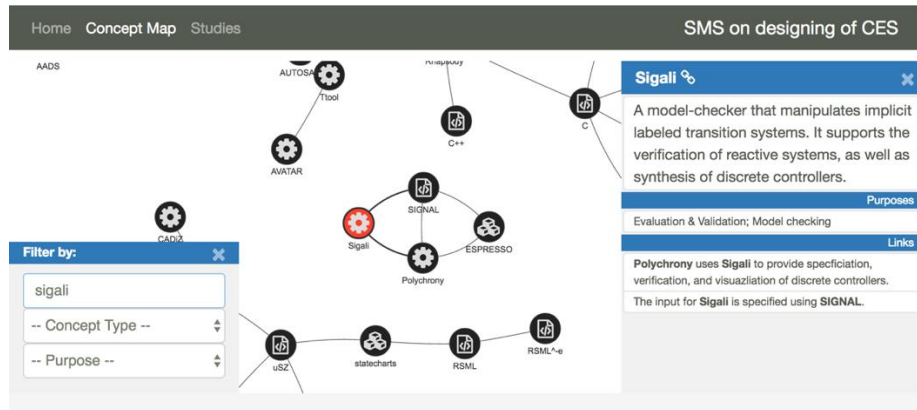 Home Concept Map Studies
SMS on designing of CES
AADS
AUTOSA
Ttool
AVATAR
Rhapsody
C++
C
SIGNAL
Sigali
ESPRESSO
Polychrony
CADiZ
uSZ
statecharts
RSML
RSML^-e
Filter by:
sigali
-- Concept Type --
-- Purpose --
Sigali
A model-checker that manipulates implicit
labeled transition systems. It supports the
verification of reactive systems, as well as
synthesis of discrete controllers.
Purposes
Evaluation & Validation; Model checking
Links
Polychrony uses Sigali to provide specficiation,
verification, and visuazliation of discrete controllers.
The input for Sigali is specified using SIGNAL.